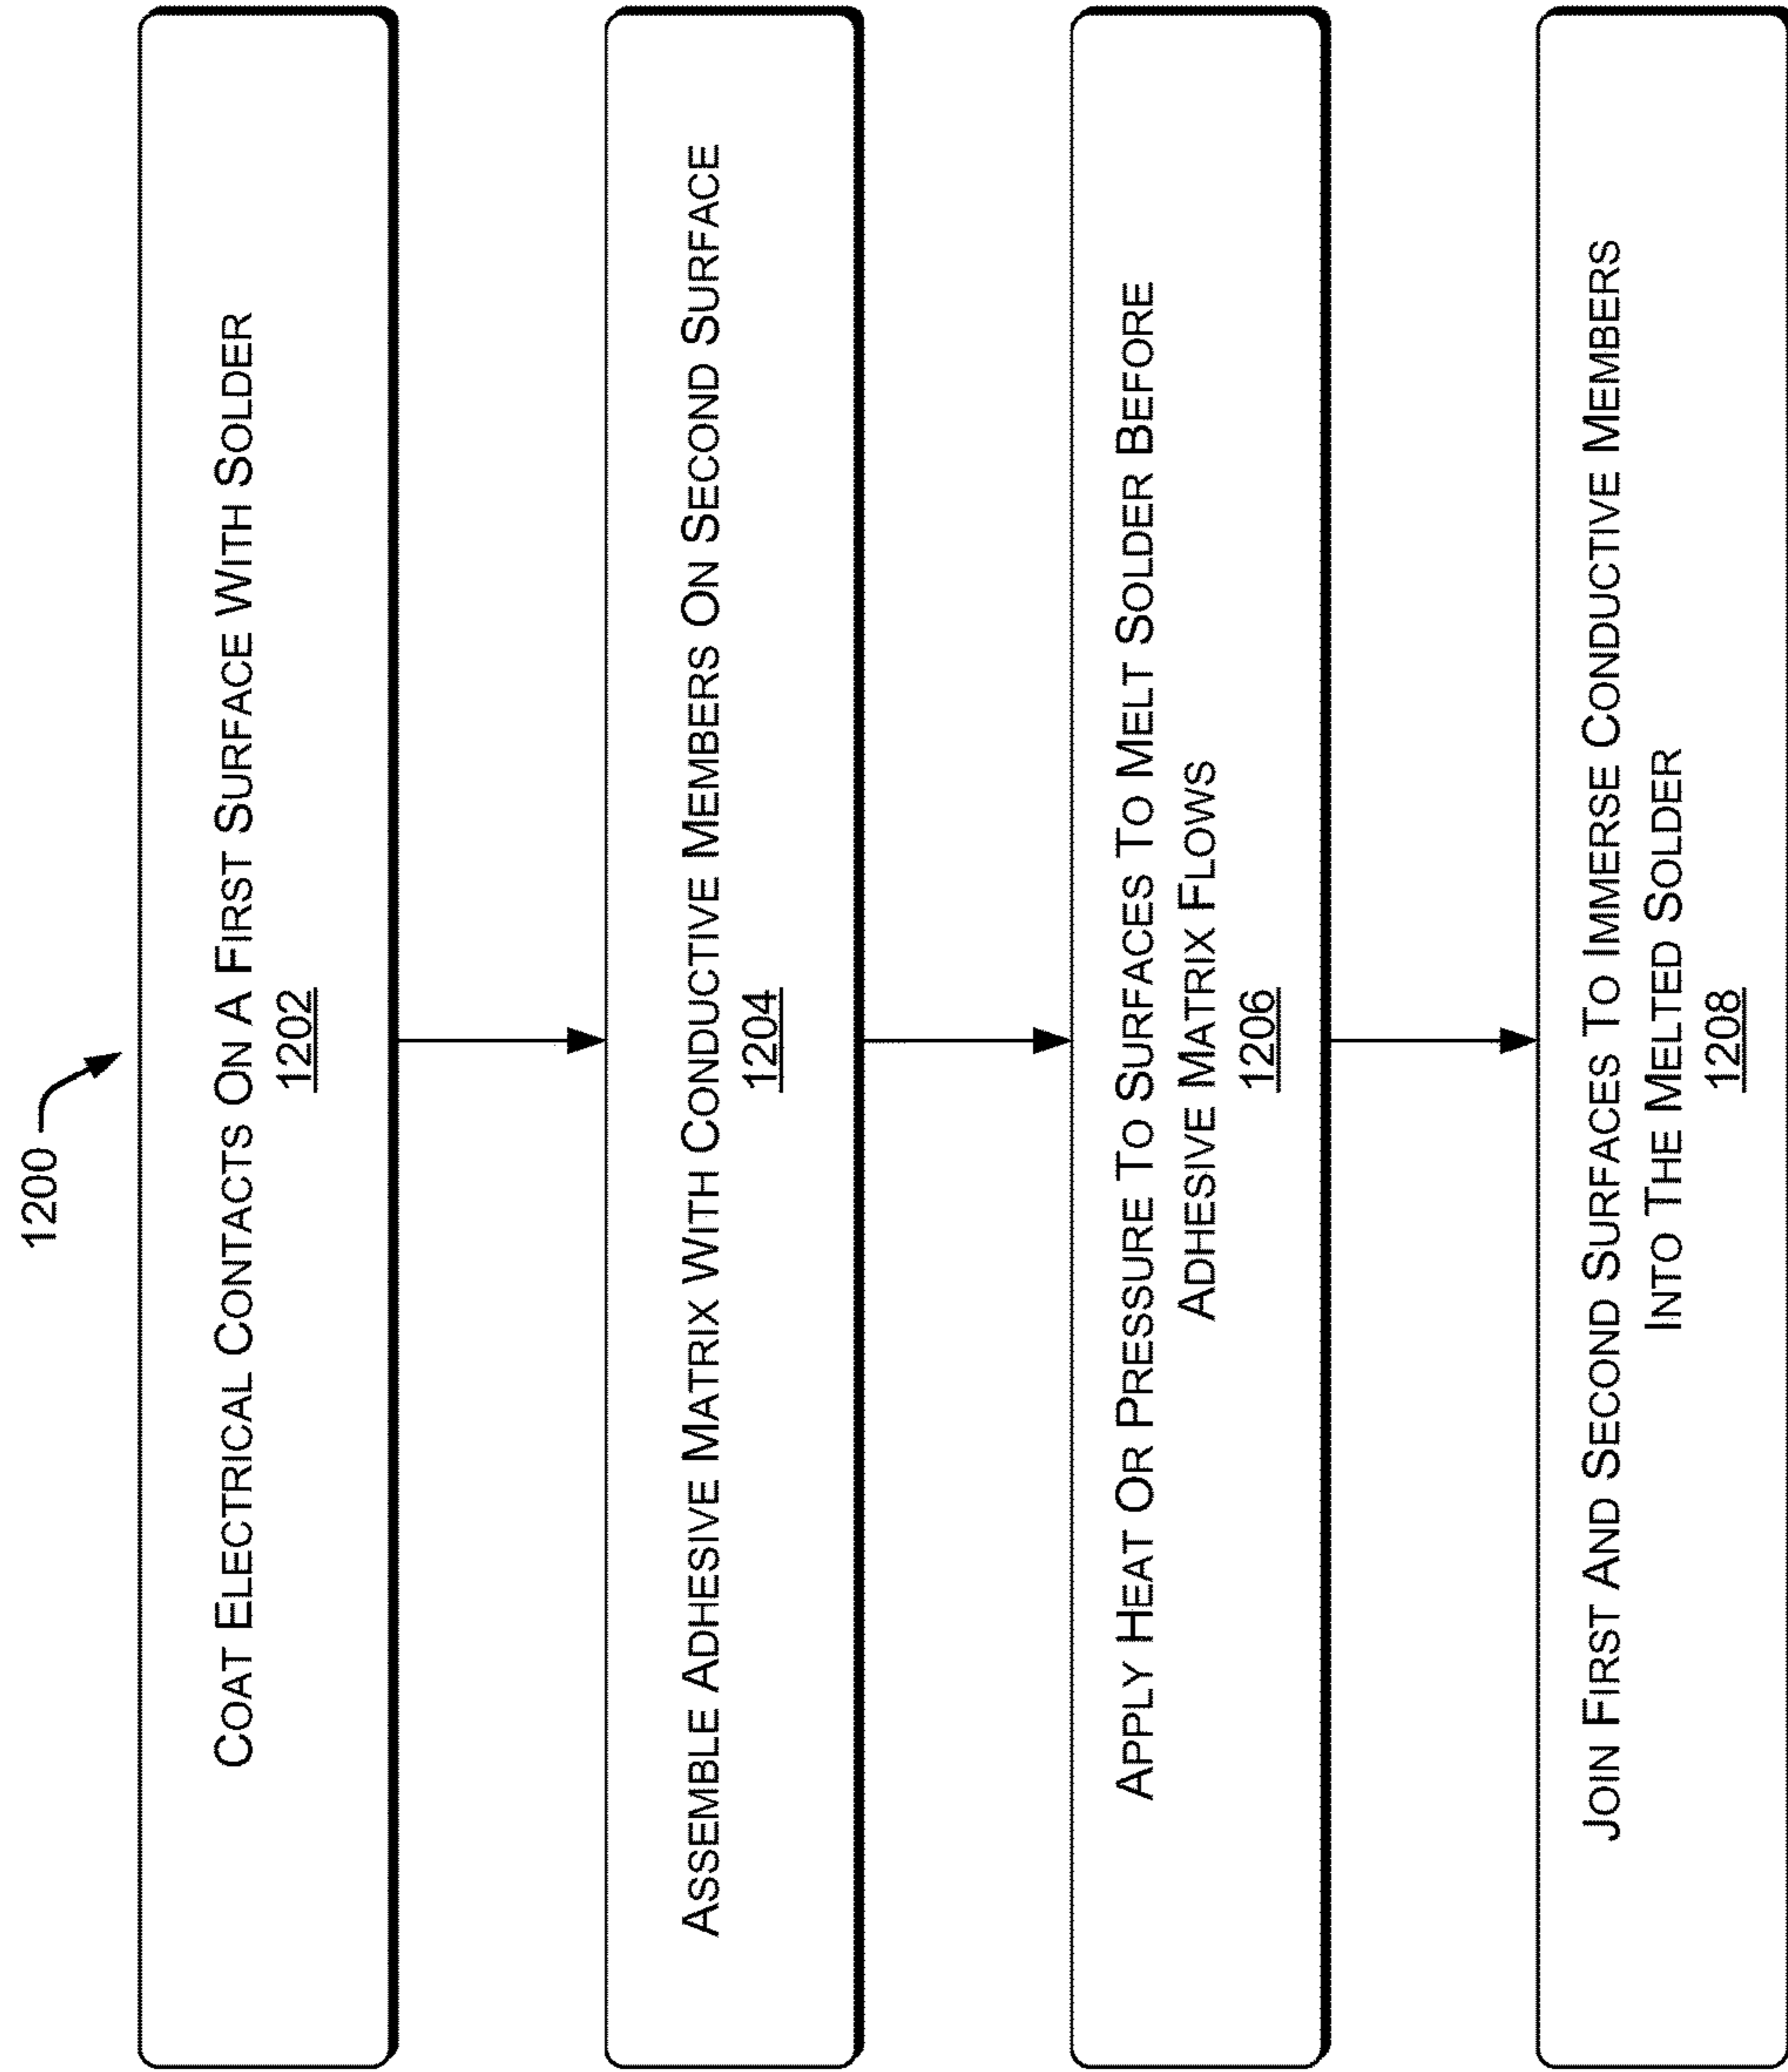 1200
COAT ELECTRICAL CONTACTS ON A FIRST SURFACE WITH SOLDER
1202
ASSEMBLE ADHESIVE MATRIX WITH CONDUCTIVE MEMBERS ON SECOND SURFACE
1204
APPLY HEAT OR PRESSURE TO SURFACES TO MELT SOLDER BEFORE
ADHESIVE MATRIX FLOWS
1206
JOIN FIRST AND SECOND SURFACES TO IMMERSE CONDUCTIVE MEMBERS
INTO THE MELTED SOLDER
1208